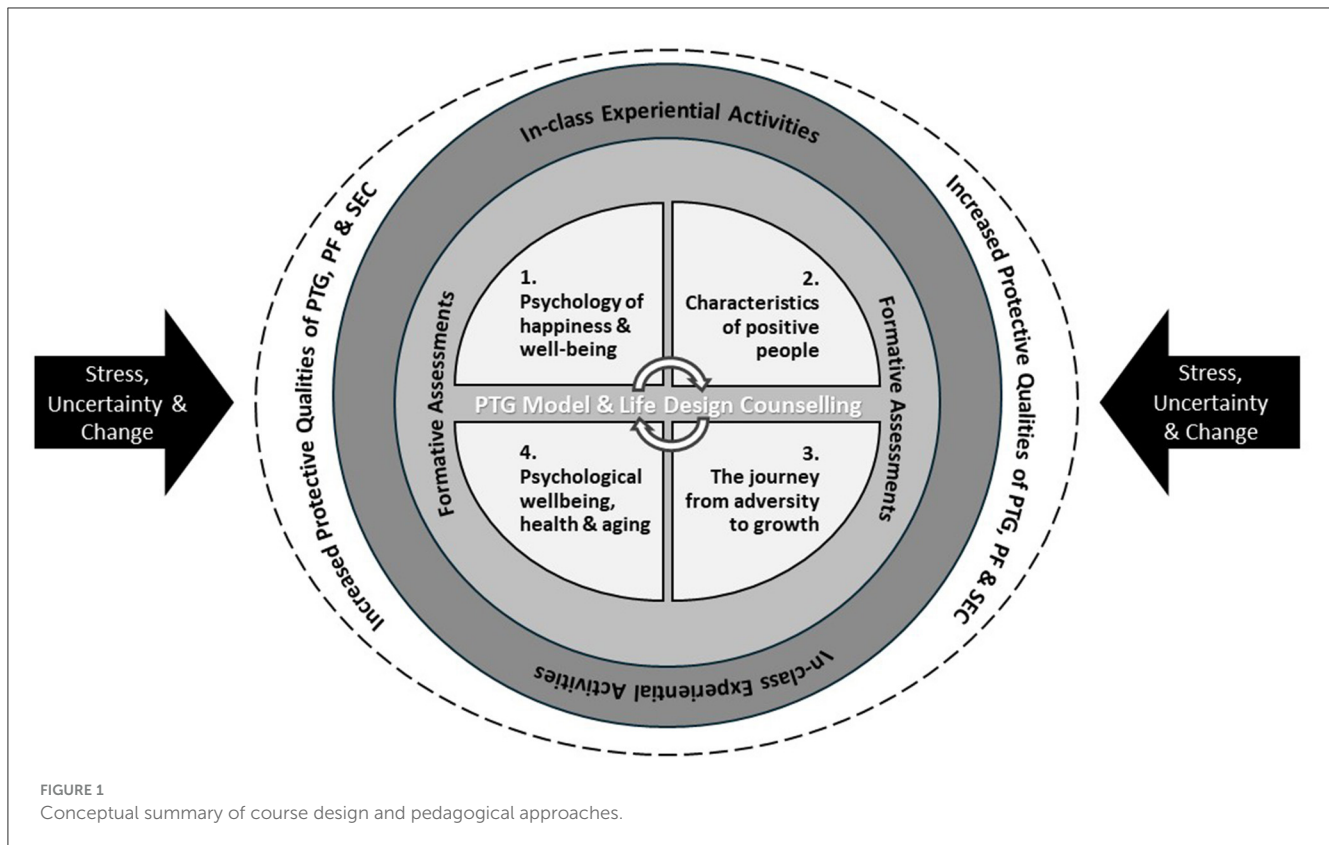 In-class Experiential Activities
Increased Protective Qualities of PTG, PF & SEC
Increased Protective Qualities of PTG, PF & SEC
Stress,
Uncertainty &
Change
Formative Assessments
1.
Psychology of
happiness &
well-being
2.
Characteristics
of positive
people
Formative Assessments
Stress,
Uncertainty
& Change
PTG Model & Life Design Counselling
4.
Psychological
wellbeing,
health & aging
3.
The journey
from adversity
to growth
In-class Experiential Activities
FIGURE 1
Conceptual summary of course design and pedagogical approaches.